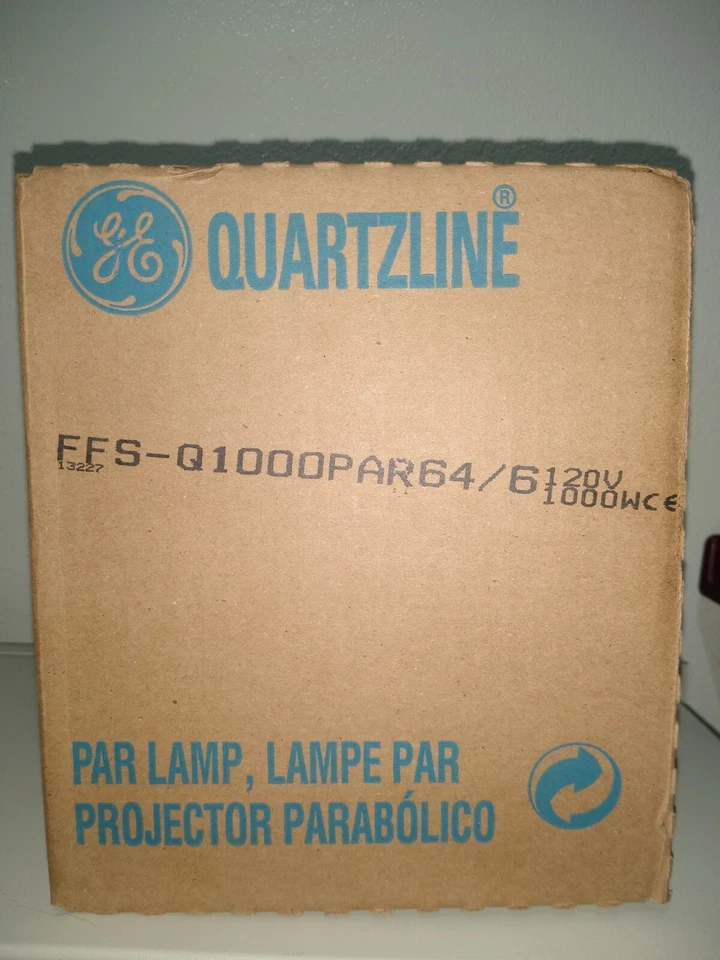 GE QUARTZLINE®
FFS-Q1000PAR64/6 120V
13227 1000W CE
PAR LAMP, LAMPE PAR
PROJECTOR PARABÓLICO